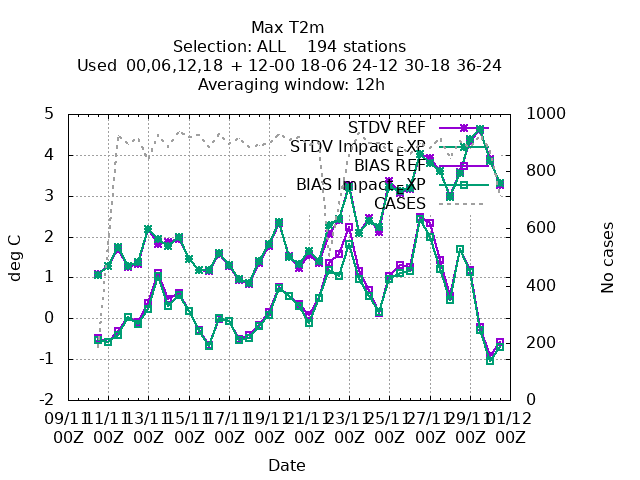 Max T2m
Selection: ALL    194 stations
Used  00,06,12,18  + 12-00 18-06 24-12 30-18 36-24
Averaging window: 12h
5
4
3
2
1
0
-1
-2
1000
800
600
400
200
0
deg C
No cases
STDV REF
STDV Impact_EXP
BIAS REF
BIAS Impact_EXP
CASES
09/11 11/11 13/11 15/11 17/11 19/11 21/11 23/11 25/11 27/11 29/11 01/12
00Z 00Z 00Z 00Z 00Z 00Z 00Z 00Z 00Z 00Z 00Z 00Z
Date